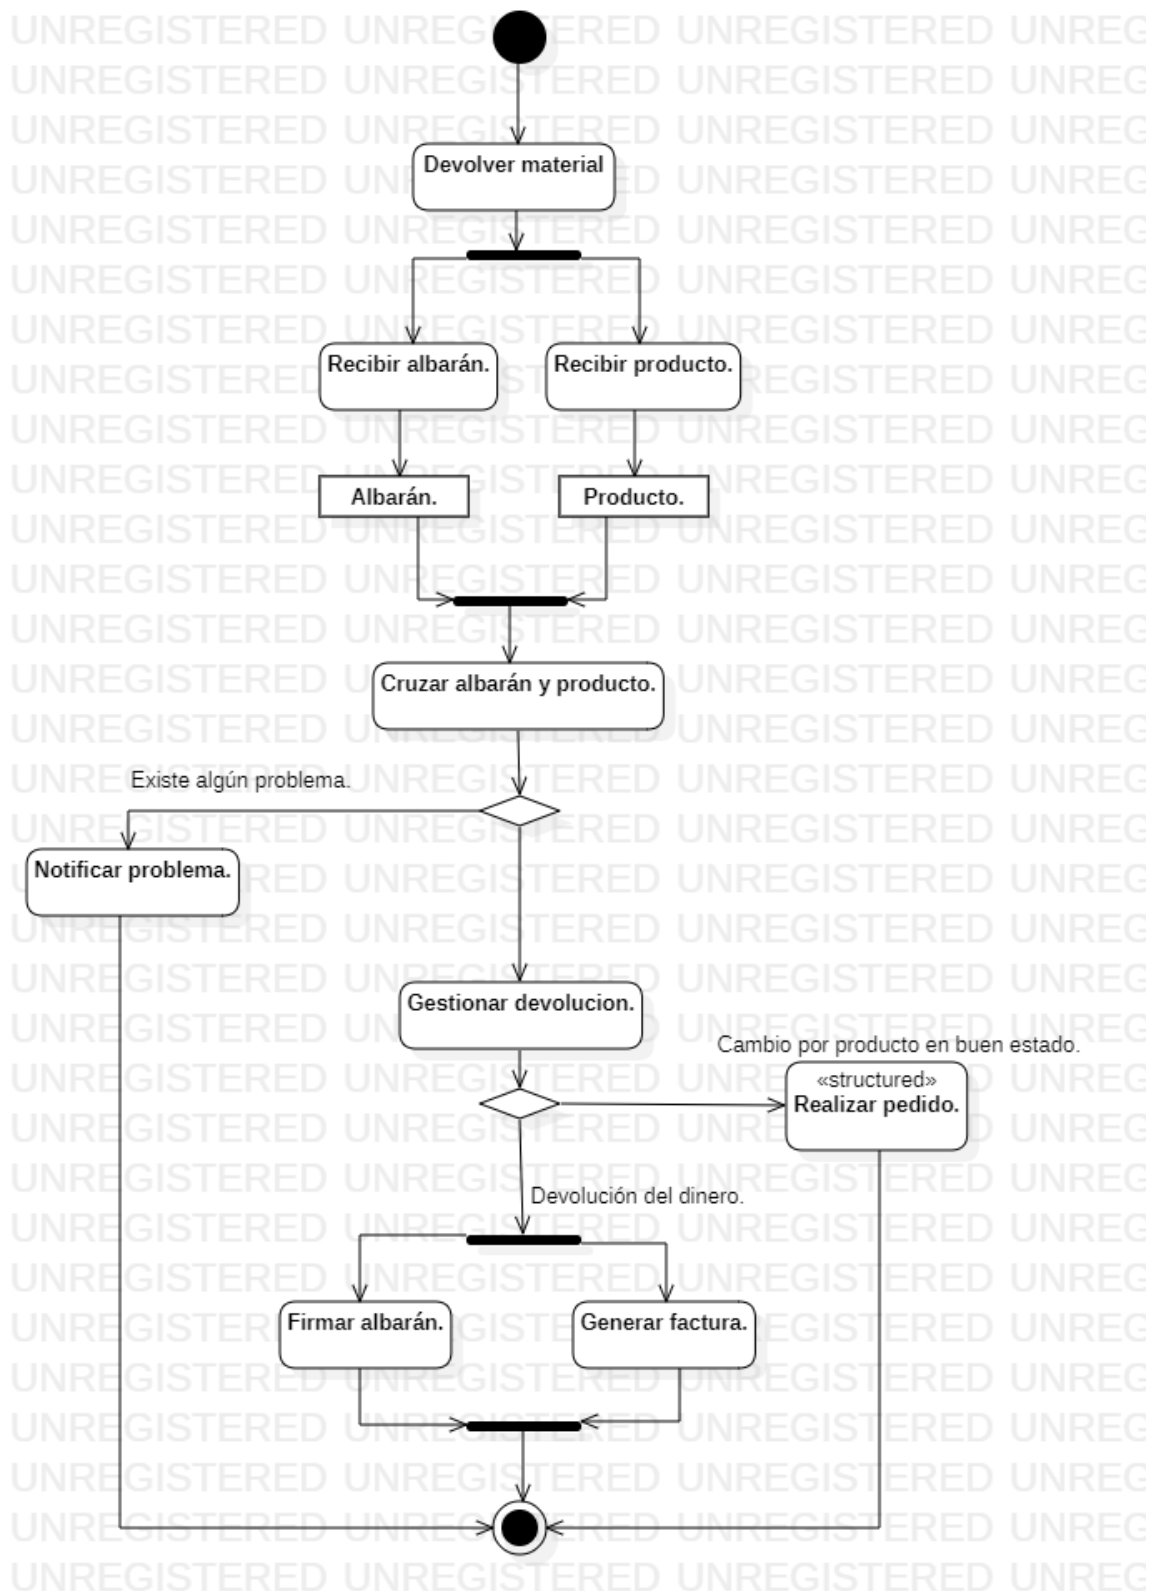 Devolver material
Recibir albarán.
Recibir producto.
Albarán.
Producto.
Cruzar albarán y producto.
Existe algún problema.
Notificar problema.
Gestionar devolucion.
Cambio por producto en buen estado.
«structured»
Realizar pedido.
Devolución del dinero.
Firmar albarán.
Generar factura.
UNREGISTERED